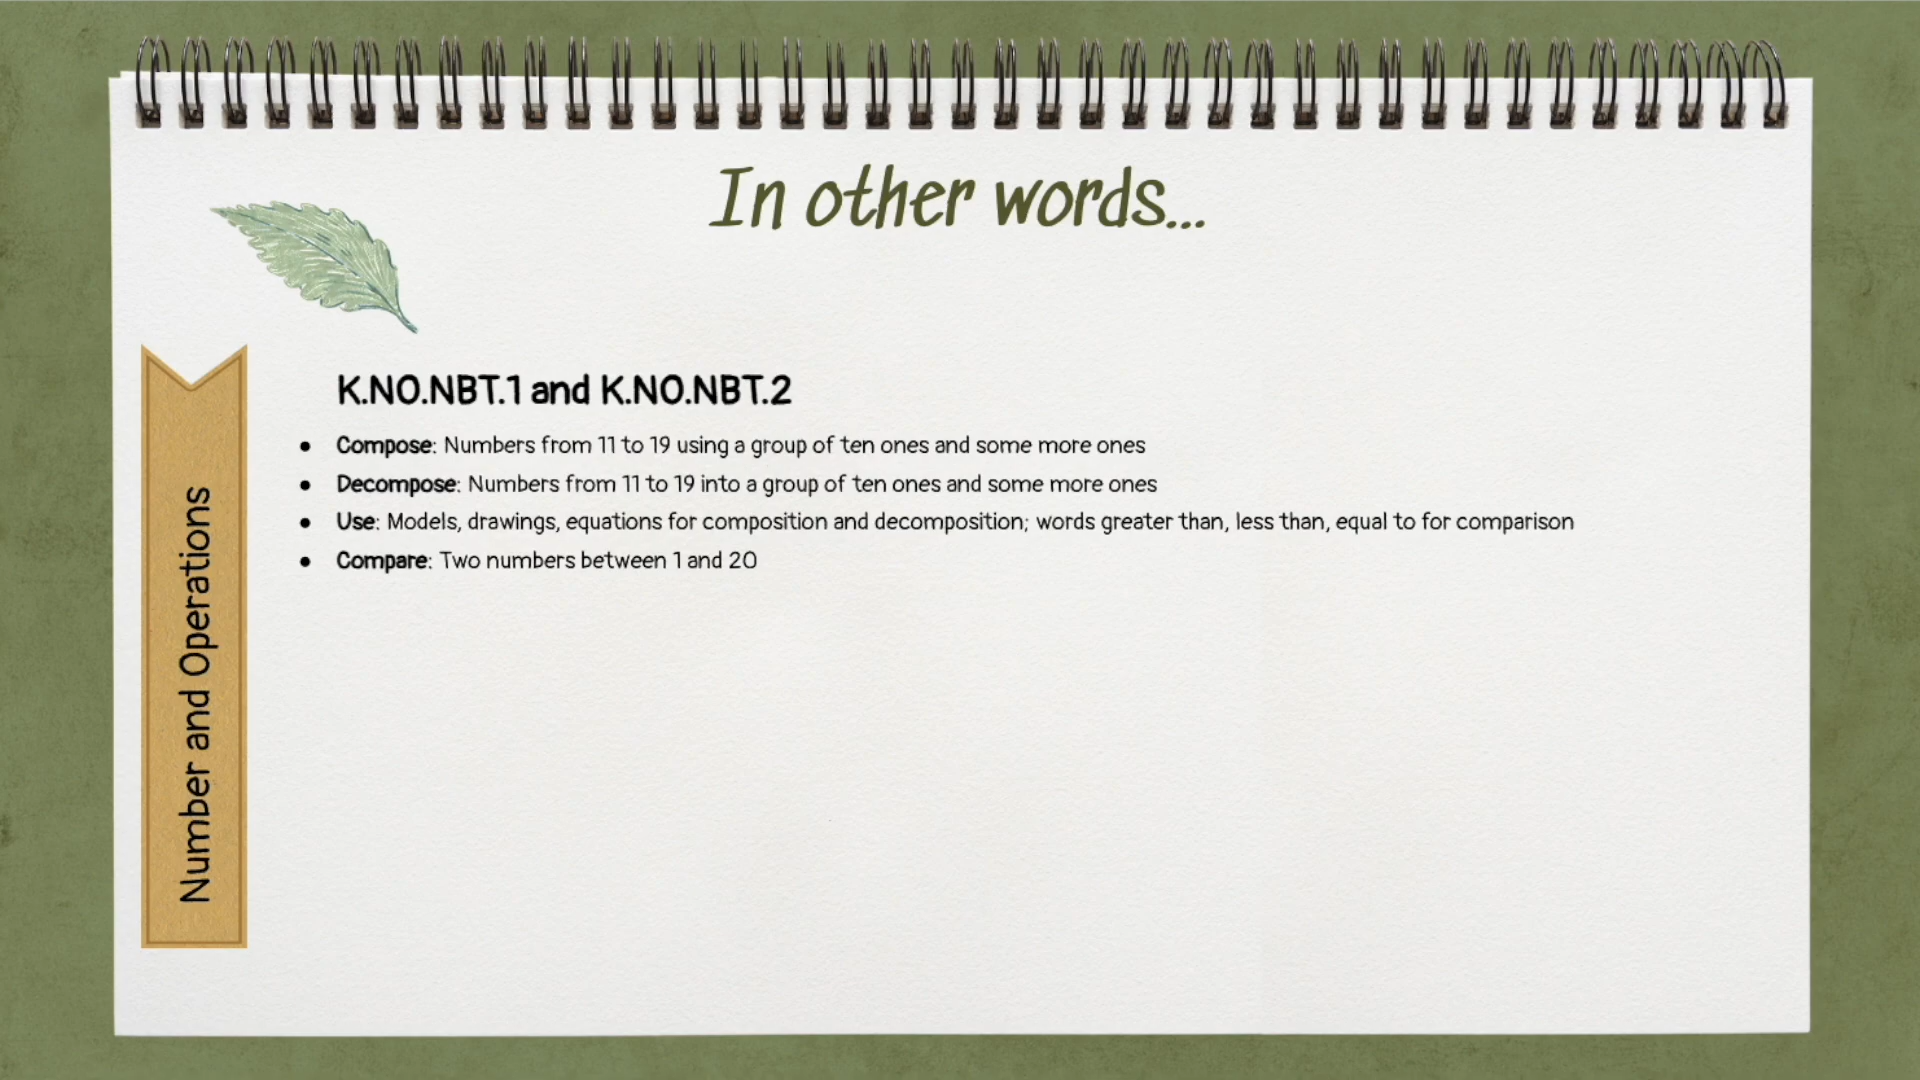 In other words...
Number and Operations
K.NO.NBT.1 and K.NO.NBT.2
• Compose: Numbers from 11 to 19 using a group of ten ones and some more ones
• Decompose: Numbers from 11 to 19 into a group of ten ones and some more ones
• Use: Models, drawings, equations for composition and decomposition; words greater than, less than, equal to for comparison
• Compare: Two numbers between 1 and 20